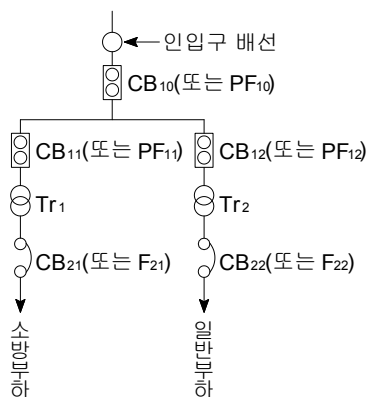 인입구 배선
CB10(또는 PF10)
CB11(또는 PF11)
CB12(또는 PF12)
Tr1
Tr2
CB21(또는 F21)
CB22(또는 F22)
소방부하
일반부하